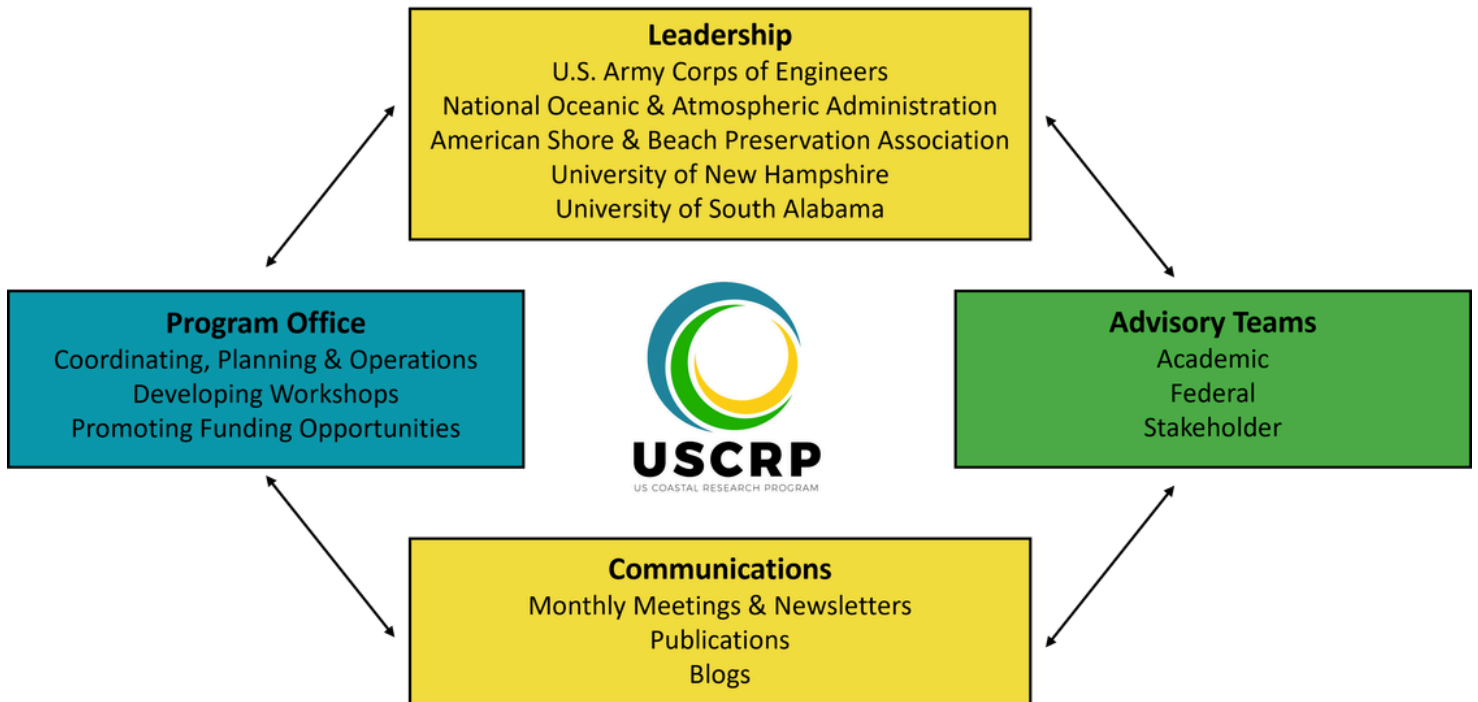 Leadership
U.S. Army Corps of Engineers
National Oceanic & Atmospheric Administration
American Shore & Beach Preservation Association
University of New Hampshire
University of South Alabama
Program Office
Coordinating, Planning & Operations
Developing Workshops
Promoting Funding Opportunities
USCRP
US COASTAL RESEARCH PROGRAM
Advisory Teams
Academic
Federal
Stakeholder
Communications
Monthly Meetings & Newsletters
Publications
Blogs